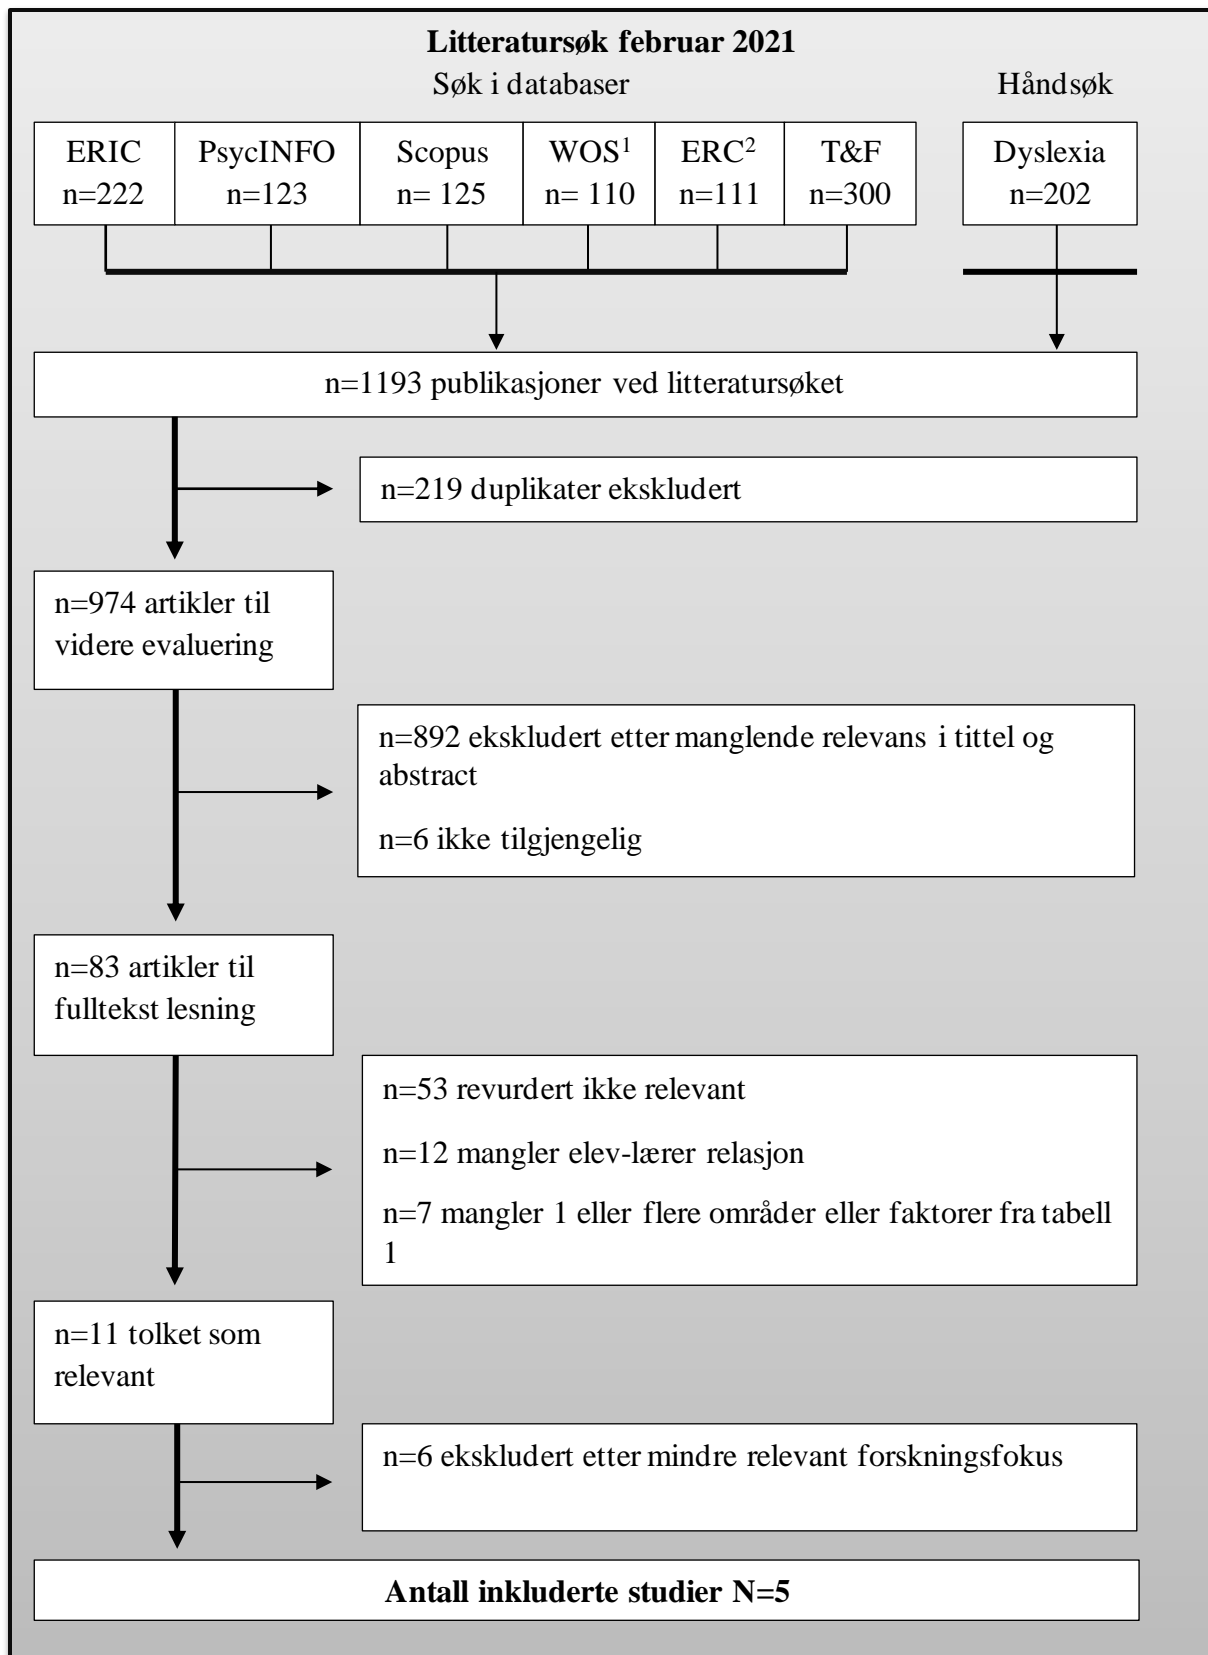 Litteratursøk februar 2021
Søk i databaser
Håndsøk
ERIC
n=222
PsycINFO
n=123
Scopus
n= 125
WOS¹
n= 110
ERC²
n=111
T&F
n=300
Dyslexia
n=202
n=1193 publikasjoner ved litteratursøket
n=219 duplikater ekskludert
n=974 artikler til
videre evaluering
n=892 ekskludert etter manglende relevans i tittel og
abstract
n=6 ikke tilgjengelig
n=83 artikler til
fulltekst lesning
n=53 revurdert ikke relevant
n=12 mangler elev-lærer relasjon
n=7 mangler 1 eller flere områder eller faktorer fra tabell
1
n=11 tolket som
relevant
n=6 ekskludert etter mindre relevant forskningsfokus
Antall inkluderte studier N=5